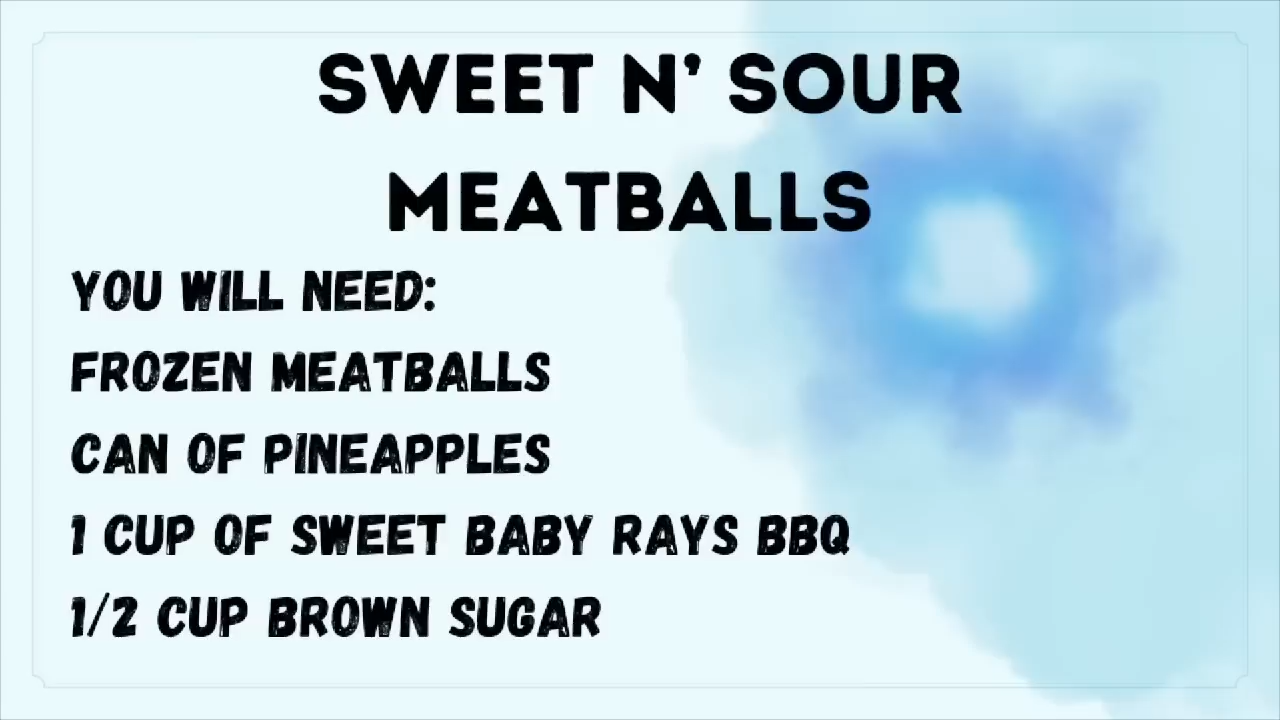 SWEET N’ SOUR
MEATBALLS
YOU WILL NEED:
FROZEN MEATBALLS
CAN OF PINEAPPLES
1 CUP OF SWEET BABY RAYS BBQ
1/2 CUP BROWN SUGAR